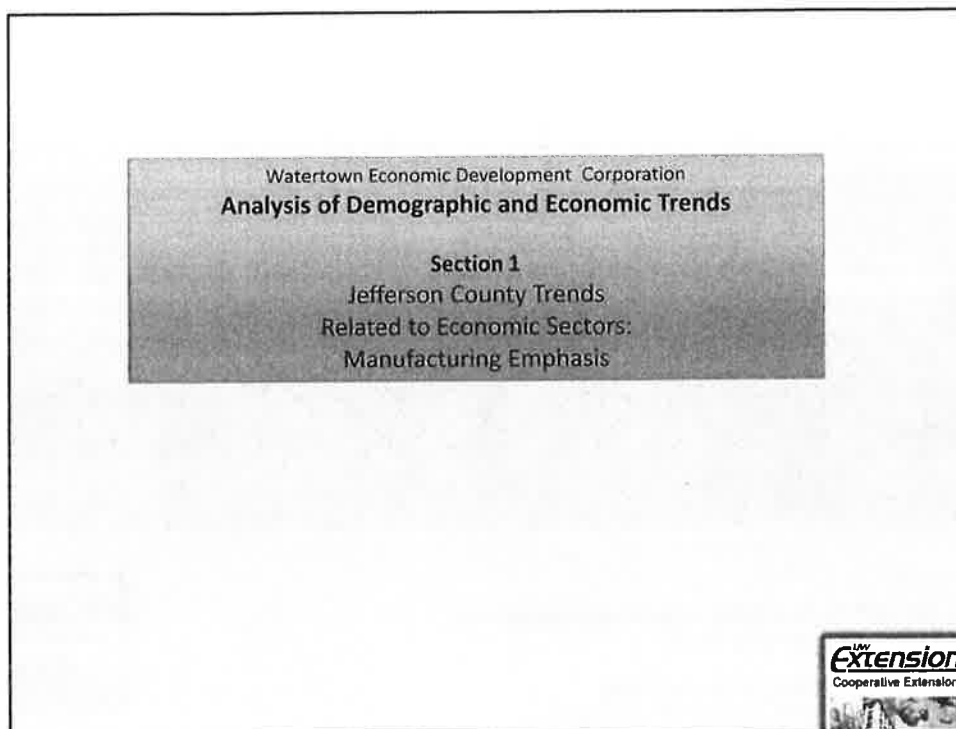 Watertown Economic Development Corporation
Analysis of Demographic and Economic Trends
Section 1
Jefferson County Trends
Related to Economic Sectors:
Manufacturing Emphasis
UW
Extension
Cooperative Extension